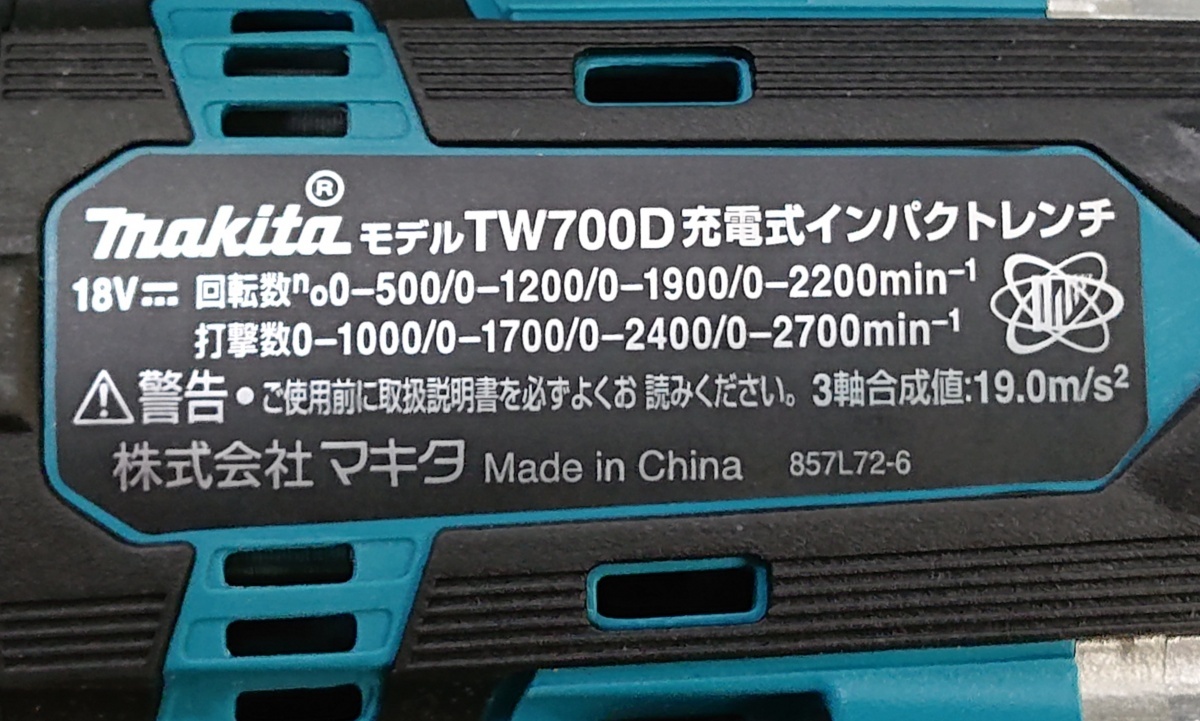 makita® モデルTW700D充電式インパクトレンチ
18V⎓ 回転数n₀0–500/0–1200/0–1900/0–2200min⁻¹
打撃数0–1000/0–1700/0–2400/0–2700min⁻¹
⚠警告●ご使用前に取扱説明書を必ずよくお 読みください。3軸合成値:19.0m/s²
株式会社マキタ Made in China 857L72-6